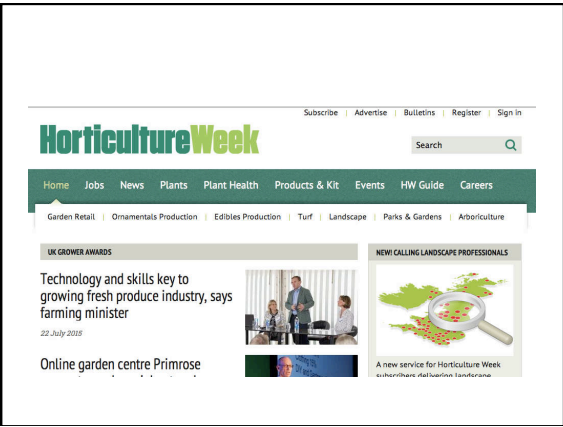 Subscribe | Advertise | Bulletins | Register | Sign in
HorticultureWeek
Search
Home Jobs News Plants Plant Health Products & Kit Events HW Guide Careers
Garden Retail | Ornamentals Production | Edibles Production | Turf | Landscape | Parks & Gardens | Arboriculture
UK GROWER AWARDS
Technology and skills key to
growing fresh produce industry, says
farming minister
22 July 2015
Online garden centre Primrose
NEW! CALLING LANDSCAPE PROFESSIONALS
A new service for Horticulture Week
subscribers delivering landscape